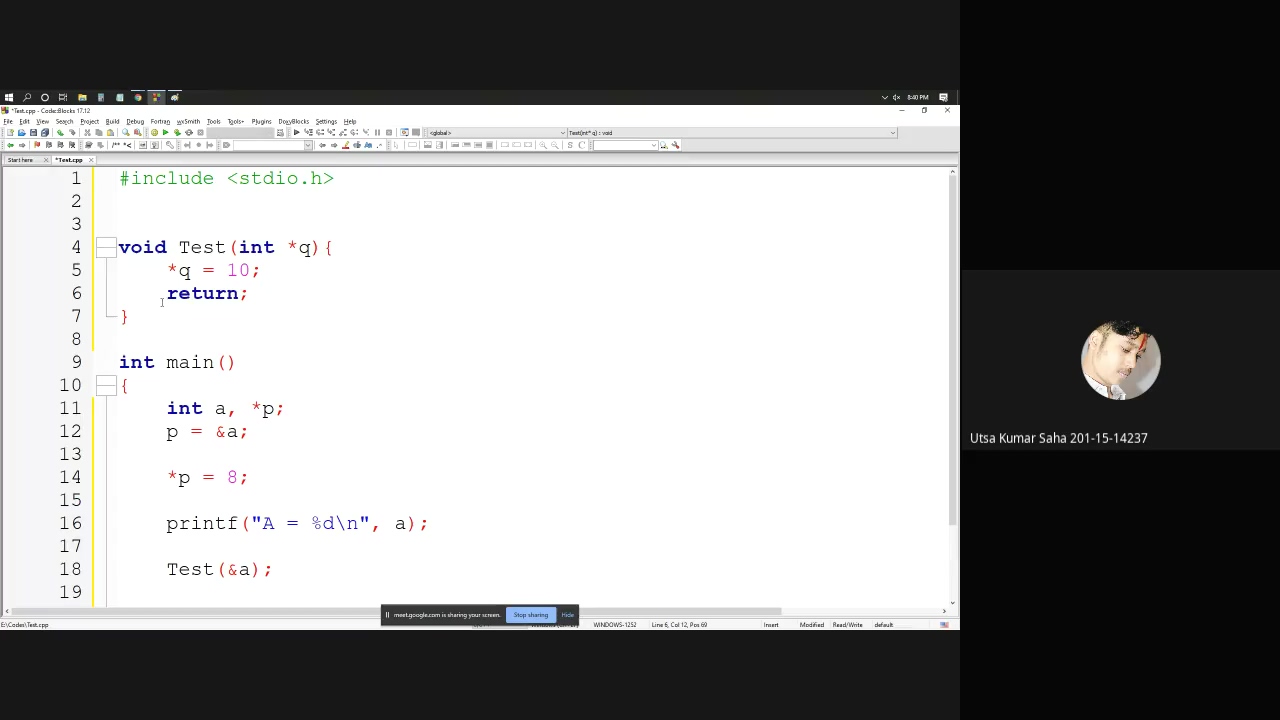 8:40 PM
*Test.cpp - Code::Blocks 17.12
File Edit View Search Project Build Debug Fortran wxSmith Tools Tools+ Plugins DoxyBlocks Settings Help
<global> Test(int* q) : void
Start here *Test.cpp
1 #include <stdio.h>
2
3
4 void Test(int *q){
5 *q = 10;
6 return;
7 }
8
9 int main()
10 {
11 int a, *p;
12 p = &a;
13
14 *p = 8;
15
16 printf("A = %d\n", a);
17
18 Test(&a);
19
meet.google.com is sharing your screen. Stop sharing Hide
E:\Codes\Test.cpp WINDOWS-1252 Line 6, Col 12, Pos 69 Insert Modified Read/Write default
Utsa Kumar Saha 201-15-14237